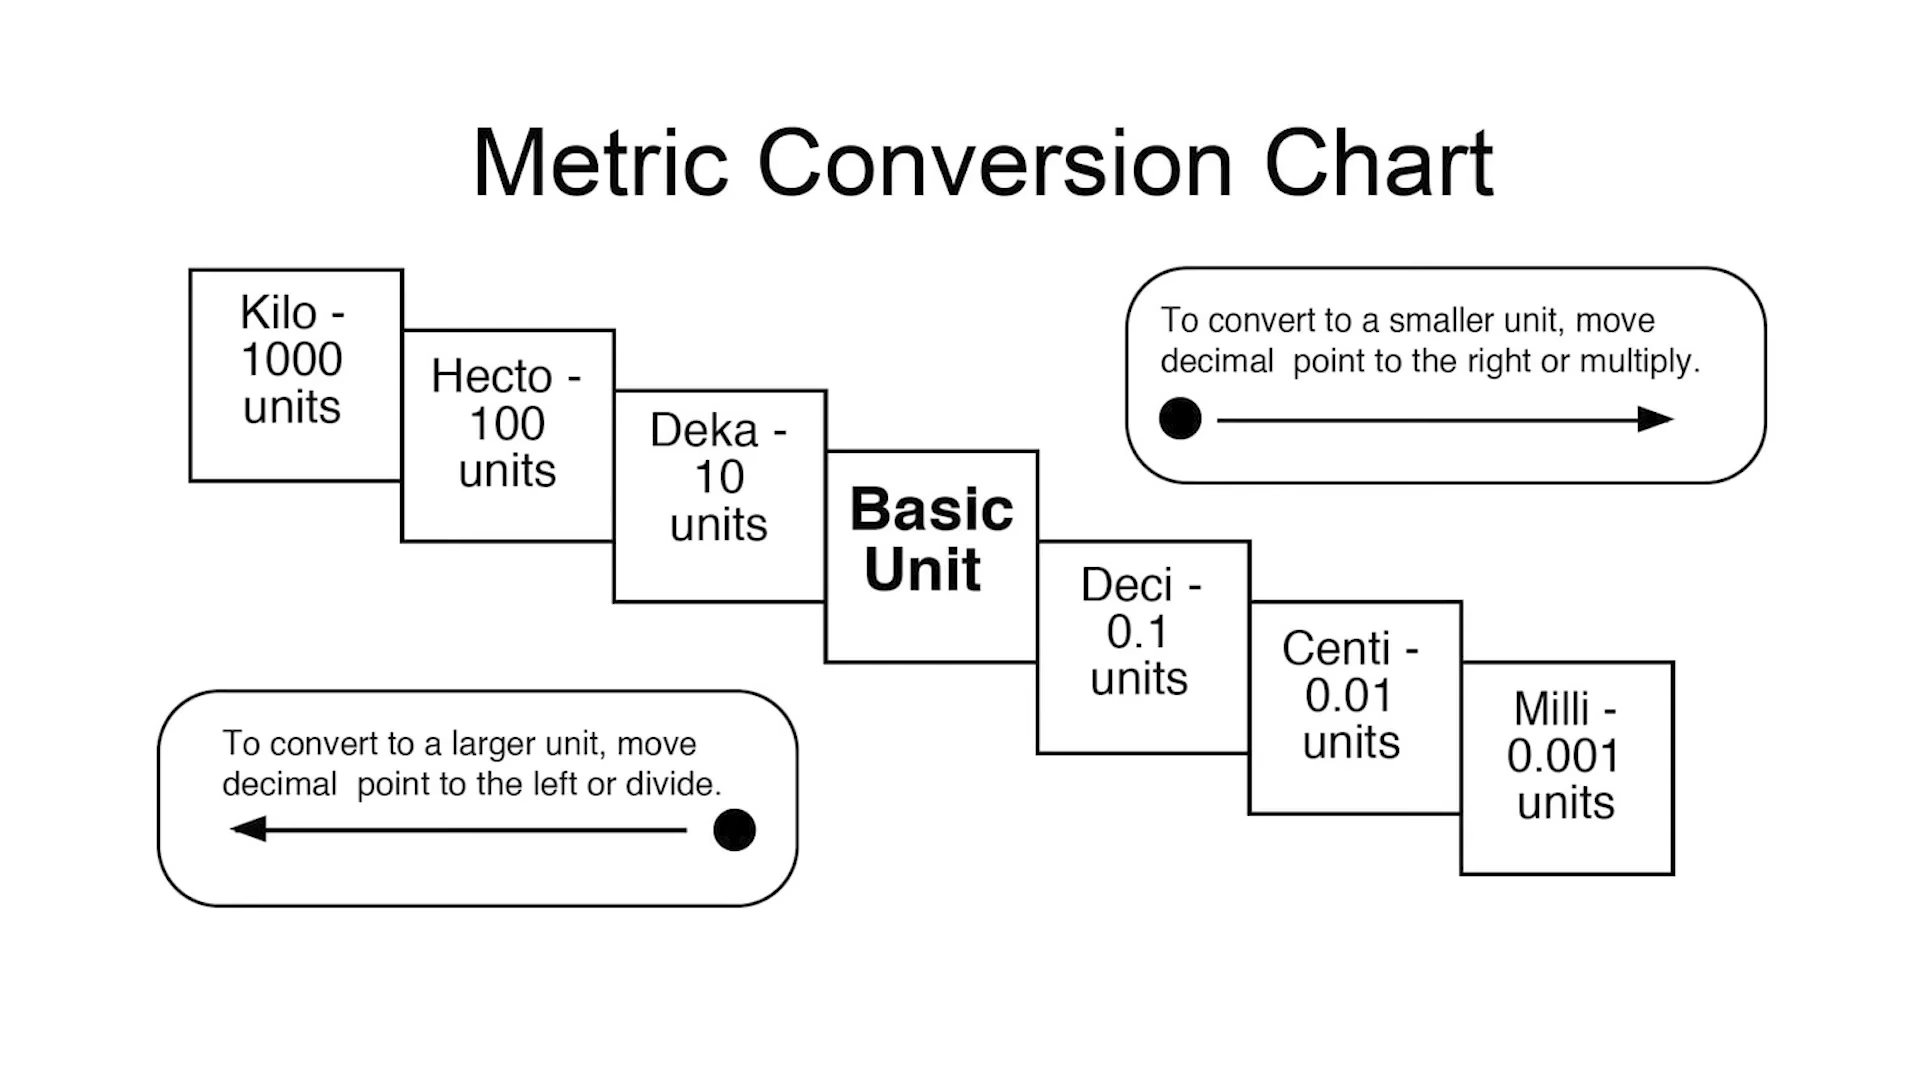 Metric Conversion Chart
Kilo -
1000
units
Hecto -
100
units
Deka -
10
units
Basic
Unit
Deci -
0.1
units
Centi -
0.01
units
Milli -
0.001
units
To convert to a smaller unit, move
decimal point to the right or multiply.
To convert to a larger unit, move
decimal point to the left or divide.